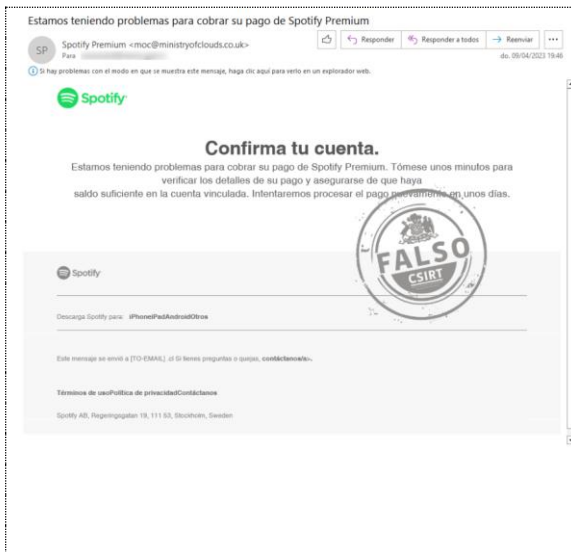 Estamos teniendo problemas para cobrar su pago de Spotify Premium
SP
Spotify Premium <moc@ministryofclouds.co.uk>
Para
Responder
Responder a todos
Reenviar
do. 09/04/2023 19:46
Si hay problemas con el modo en que se muestra este mensaje, haga clic aquí para verlo en un explorador web.
Spotify
Confirma tu cuenta.
Estamos teniendo problemas para cobrar su pago de Spotify Premium. Tómese unos minutos para
verificar los detalles de su pago y asegurarse de que haya
saldo suficiente en la cuenta vinculada. Intentaremos procesar el pago nuevamente en unos días.
FALSO
CSIRT
Spotify
Descarga Spotify para: iPhoneiPadAndroidOtros
Este mensaje se envió a [TO-EMAIL] .cl Si tienes preguntas o quejas, contáctanos/a>.
Términos de usoPolítica de privacidadContáctanos
Spotify AB, Regeringsgatan 19, 111 53, Stockholm, Sweden